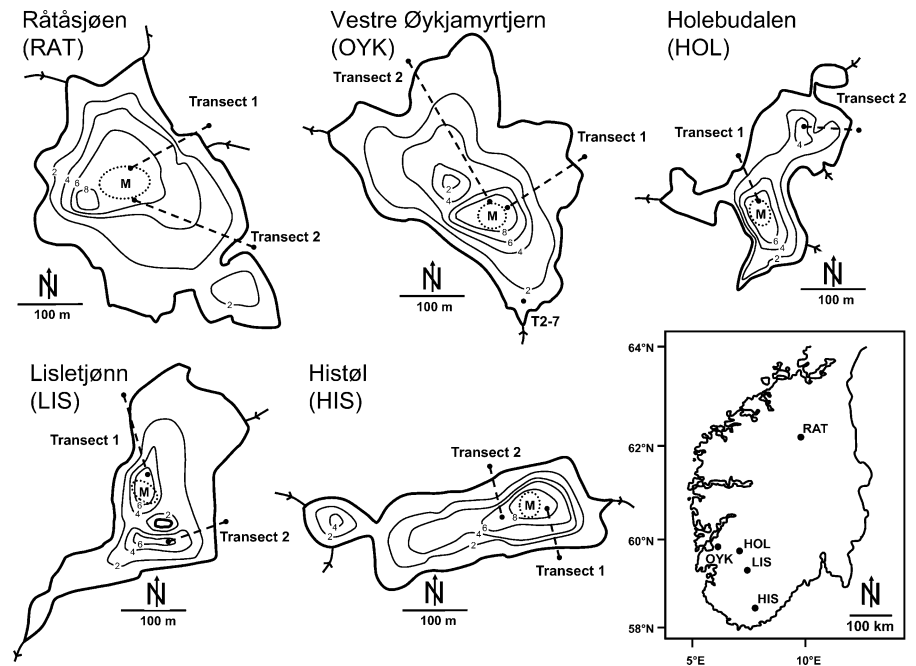 Råtåsjøen
(RAT)
Transect 1
2
4
6
8
M
Transect 2
2
N
100 m
Vestre Øykjamyrtjern
(OYK)
Transect 2
Transect 1
2
4
M
8
6
4
2
T2-7
N
100 m
Holebudalen
(HOL)
Transect 2
Transect 1
4
M
6
4
2
N
100 m
Lisletjønn
(LIS)
Transect 1
M
6
4
2
4
6
2
Transect 2
N
100 m
Histøl
(HIS)
Transect 2
4
2
M
8
6
4
2
Transect 1
N
100 m
64°N
62°N
60°N
58°N
RAT
HOL
OYK
LIS
HIS
N
100 km
5°E
10°E